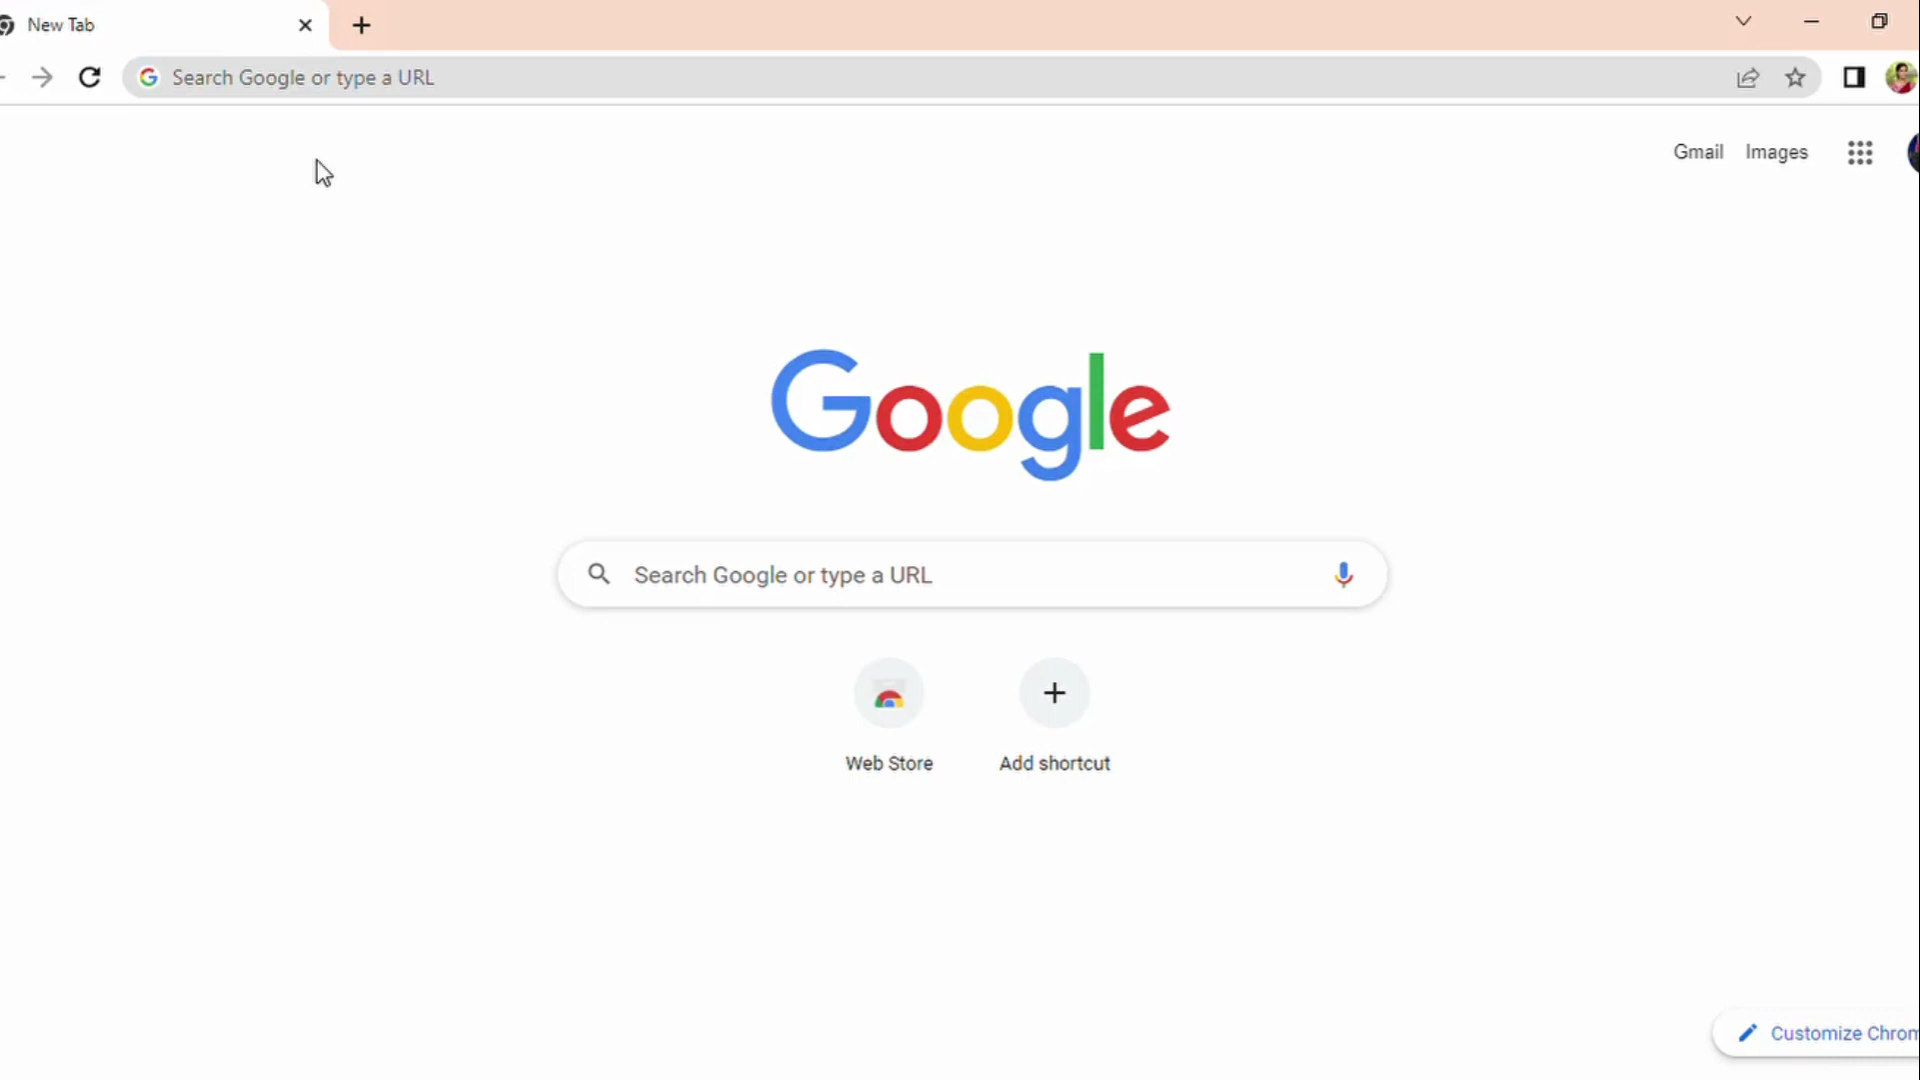 New Tab
Search Google or type a URL
Gmail Images
Google
Search Google or type a URL
Web Store Add shortcut
Customize Chrom